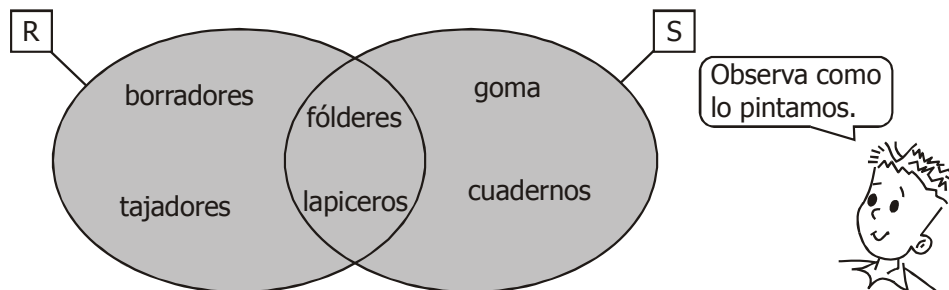 R
S
borradores
fólderes
goma
tajadores
lapiceros
cuadernos
Observa como
lo pintamos.